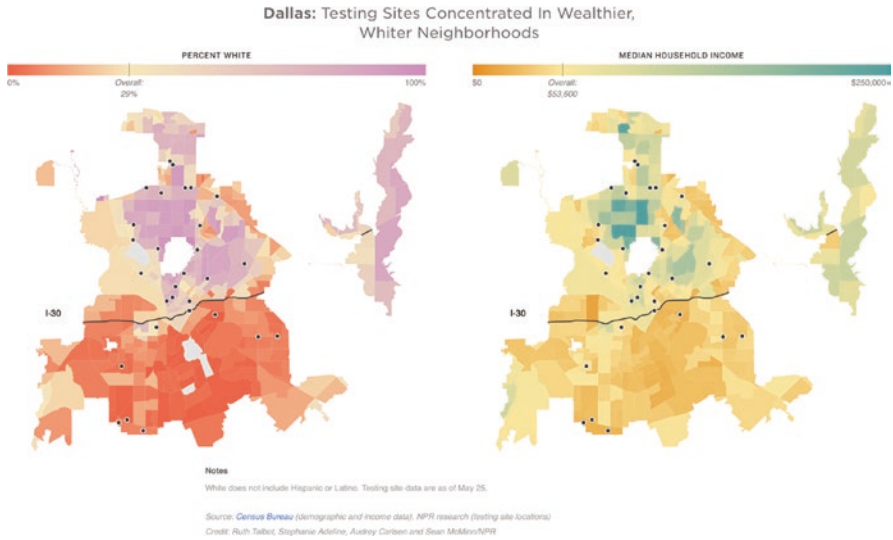 Dallas: Testing Sites Concentrated In Wealthier,
Whiter Neighborhoods
PERCENT WHITE
0%
Overall:
29%
100%
MEDIAN HOUSEHOLD INCOME
$0
Overall:
$53,600
$250,000+
I-30
I-30
Notes
White does not include Hispanic or Latino. Testing site data are as of May 25.
Source: Census Bureau (demographic and income data), NPR research (testing site locations)
Credit: Ruth Talbot, Stephanie Adeline, Audrey Carlsen and Sean McMinn/NPR